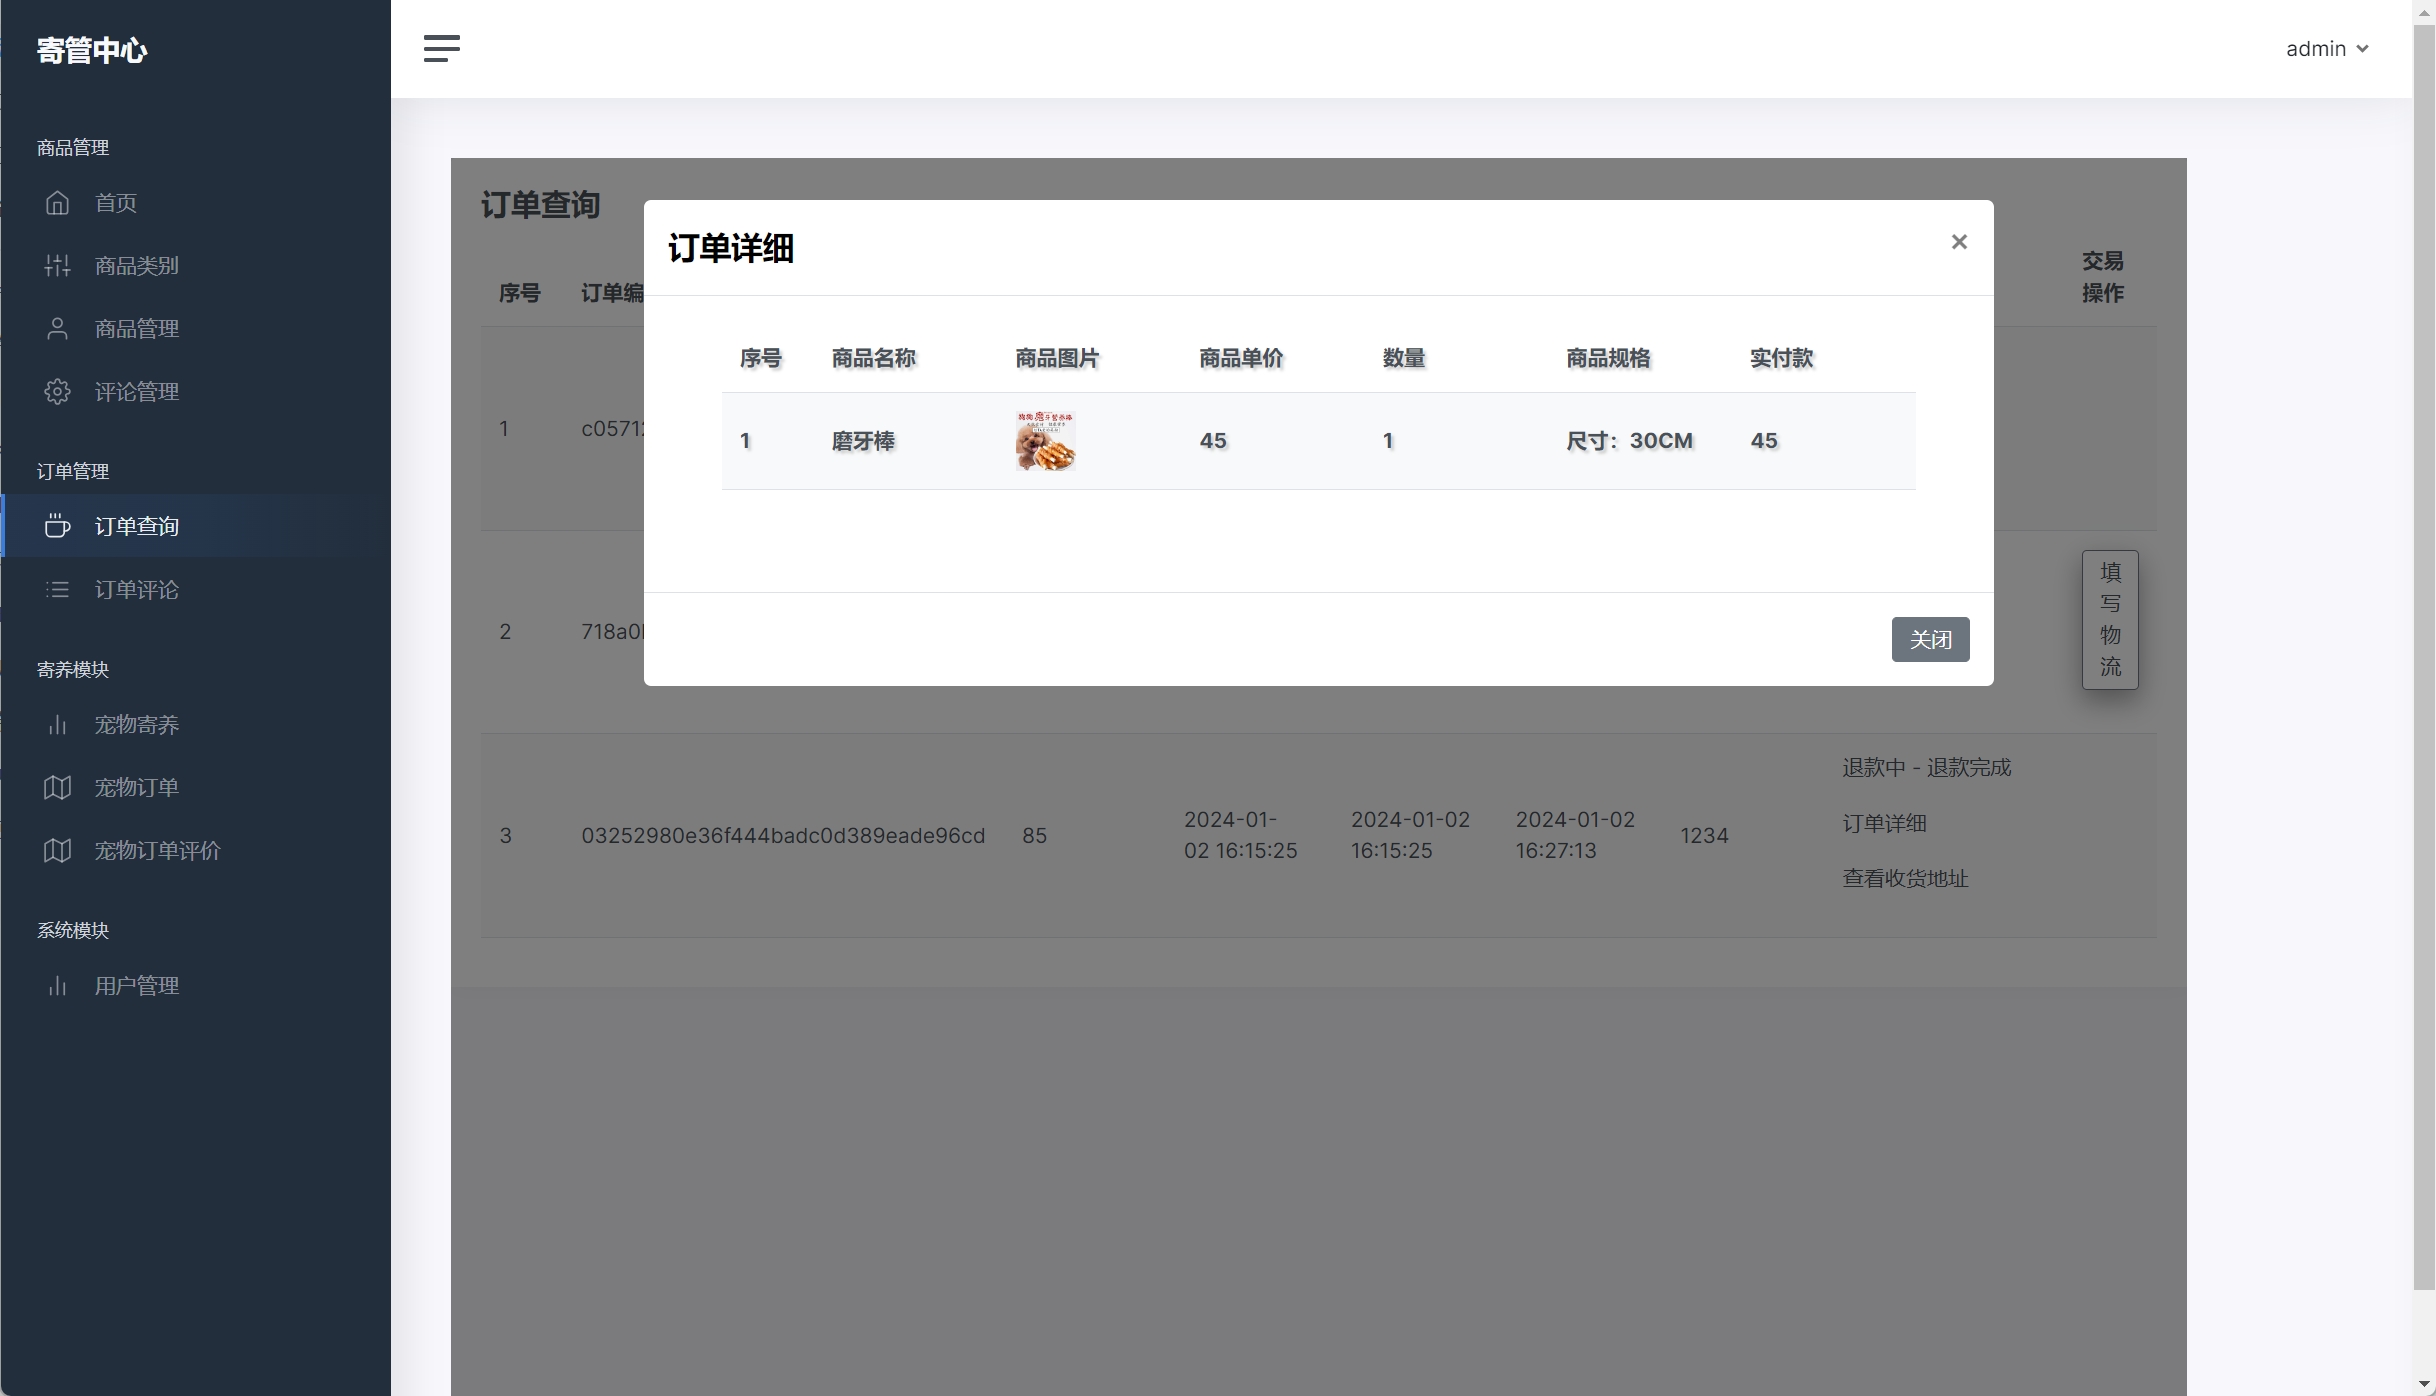 寄管中心
admin
商品管理
首页
商品类别
商品管理
评论管理
订单管理
订单查询
订单评论
寄养模块
宠物寄养
宠物订单
宠物订单评价
系统模块
用户管理
订单查询
序号 订单编
交易
操作
1 c0571
2 718a0
填
写
物
流
3 03252980e36f444badc0d389eade96cd 85 2024-01-02 16:15:25 2024-01-02 16:15:25 2024-01-02 16:27:13 1234
退款中 - 退款完成
订单详细
查看收货地址
订单详细
×
序号 商品名称 商品图片 商品单价 数量 商品规格 实付款
1 磨牙棒 45 1 尺寸：30CM 45
关闭